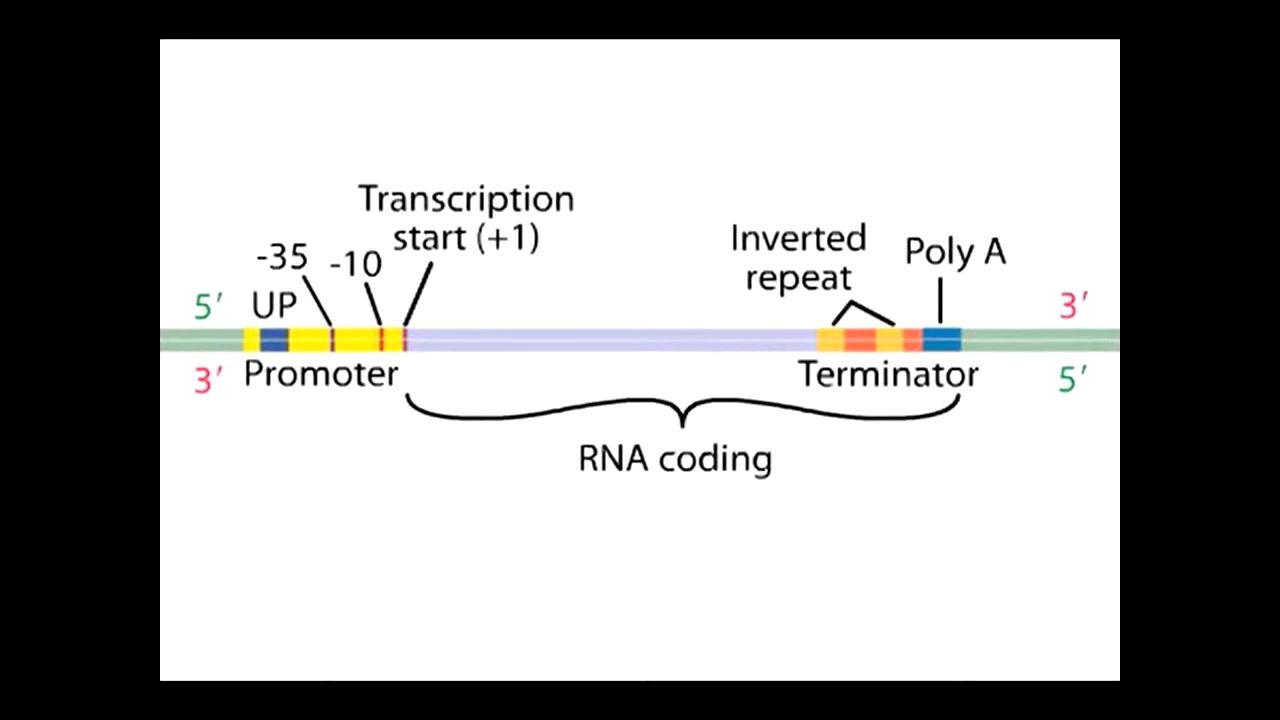 Transcription
start (+1)
-35
-10
UP
Inverted
repeat
Poly A
5′
3′
3′
Promoter
Terminator
5′
RNA coding